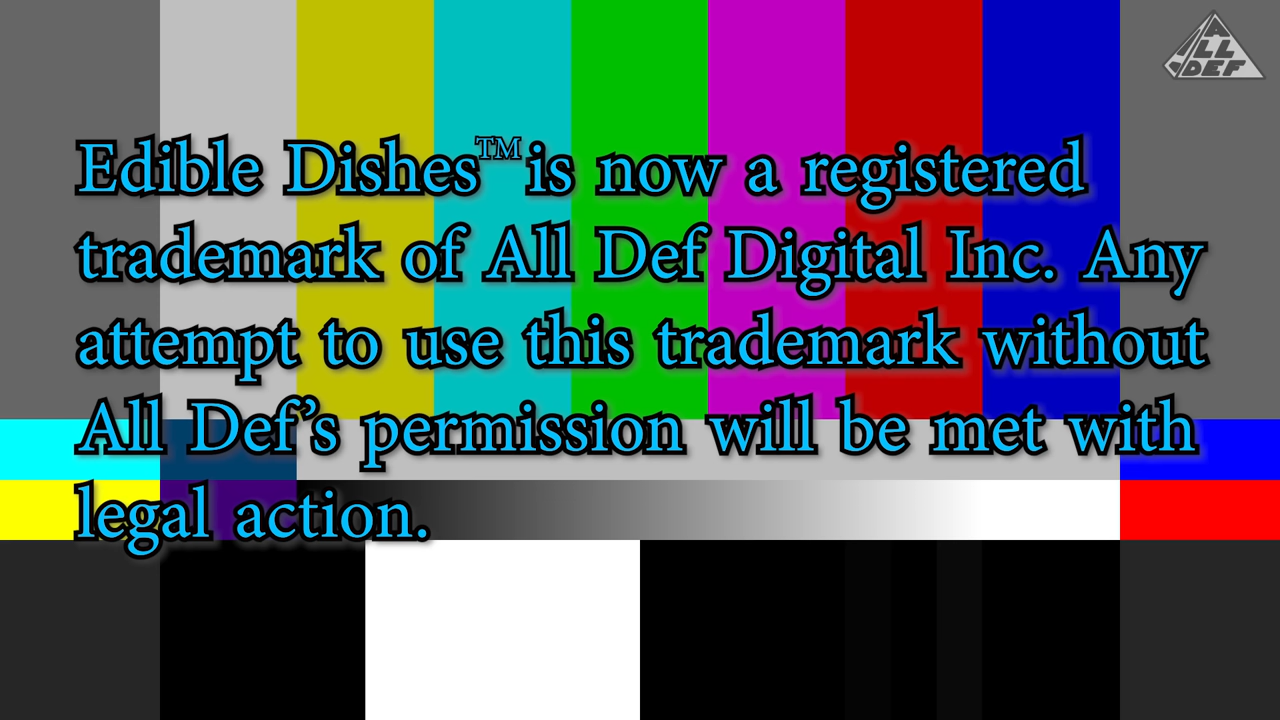 ALL
DEF
Edible Dishes™ is now a registered
trademark of All Def Digital Inc. Any
attempt to use this trademark without
All Def’s permission will be met with
legal action.